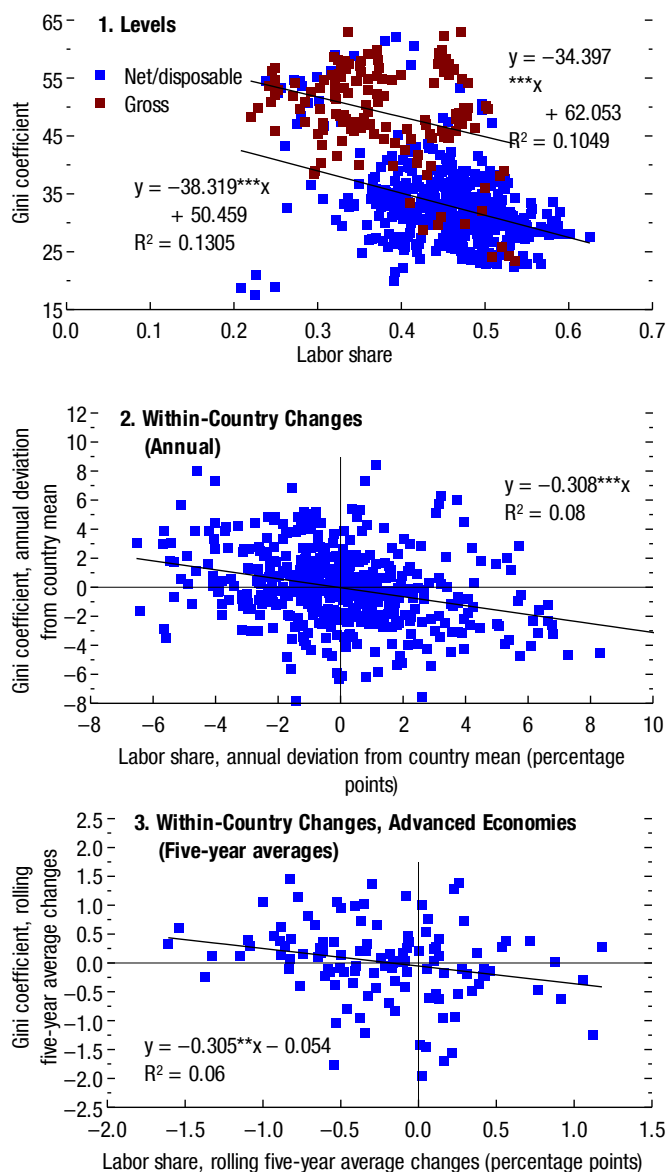 1. Levels
Net/disposable
Gross
y = −34.397
***x
+ 62.053
R² = 0.1049
y = −38.319***x
+ 50.459
R² = 0.1305
Gini coefficient
65
55
45
35
25
15
0.0 0.1 0.2 0.3 0.4 0.5 0.6 0.7
Labor share
2. Within-Country Changes
(Annual)
y = −0.308***x
R² = 0.08
Gini coefficient, annual deviation
from country mean
12
10
8
6
4
2
0
−2
−4
−6
−8
−8 −6 −4 −2 0 2 4 6 8 10
Labor share, annual deviation from country mean (percentage
points)
3. Within-Country Changes, Advanced Economies
(Five-year averages)
y = −0.305**x − 0.054
R² = 0.06
Gini coefficient, rolling
five-year average changes
2.5
2.0
1.5
1.0
0.5
0.0
−0.5
−1.0
−1.5
−2.0
−2.5
−2.0 −1.5 −1.0 −0.5 0.0 0.5 1.0 1.5
Labor share, rolling five-year average changes (percentage points)